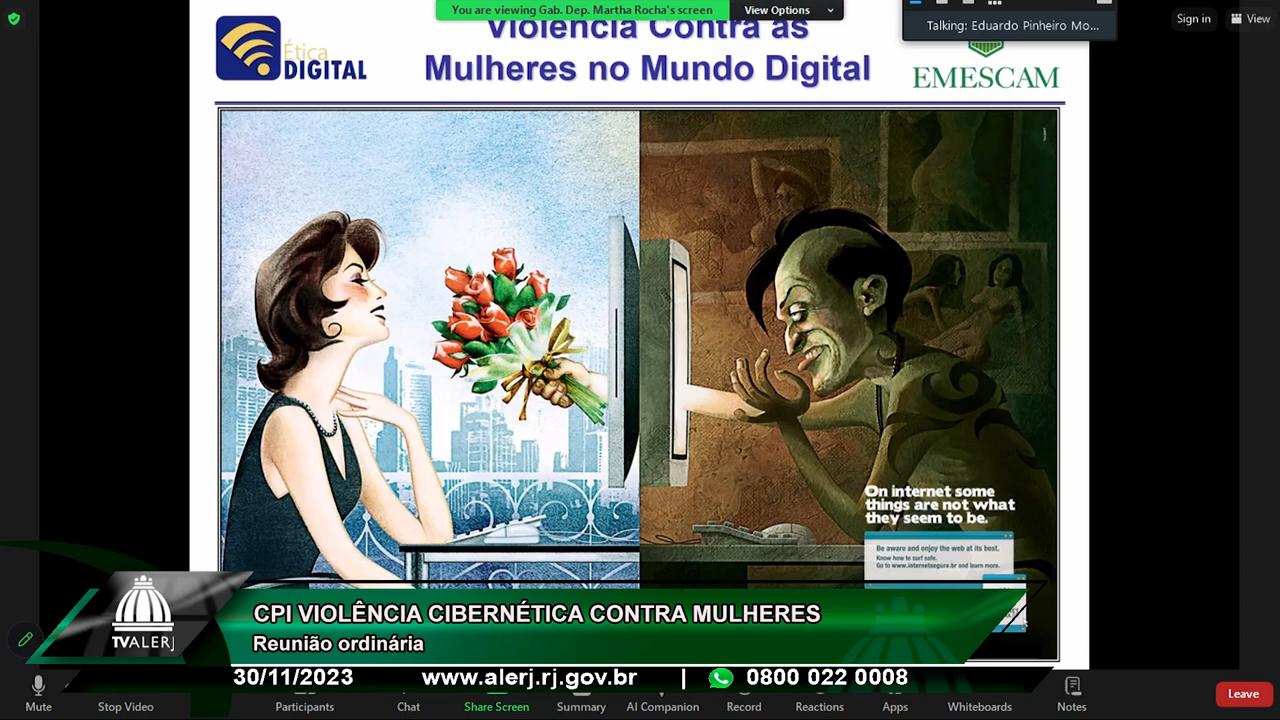 You are viewing Gab. Dep. Martha Rocha's screen
View Options
Talking: Eduardo Pinheiro Mo...
Sign in
View
Ética
DIGITAL
Violência Contra as
Mulheres no Mundo Digital
EMESCAM
On internet some
things are not what
they seem to be.
Be aware and enjoy the web at its best.
Know how to surf safe.
Go to www.internetsegura.br and learn more.
TVALERJ
CPI VIOLÊNCIA CIBERNÉTICA CONTRA MULHERES
Reunião ordinária
30/11/2023 www.alerj.rj.gov.br | 0800 022 0008
Mute
Stop Video
Participants
Chat
Share Screen
Summary
AI Companion
Record
Reactions
Apps
Whiteboards
Notes
Leave